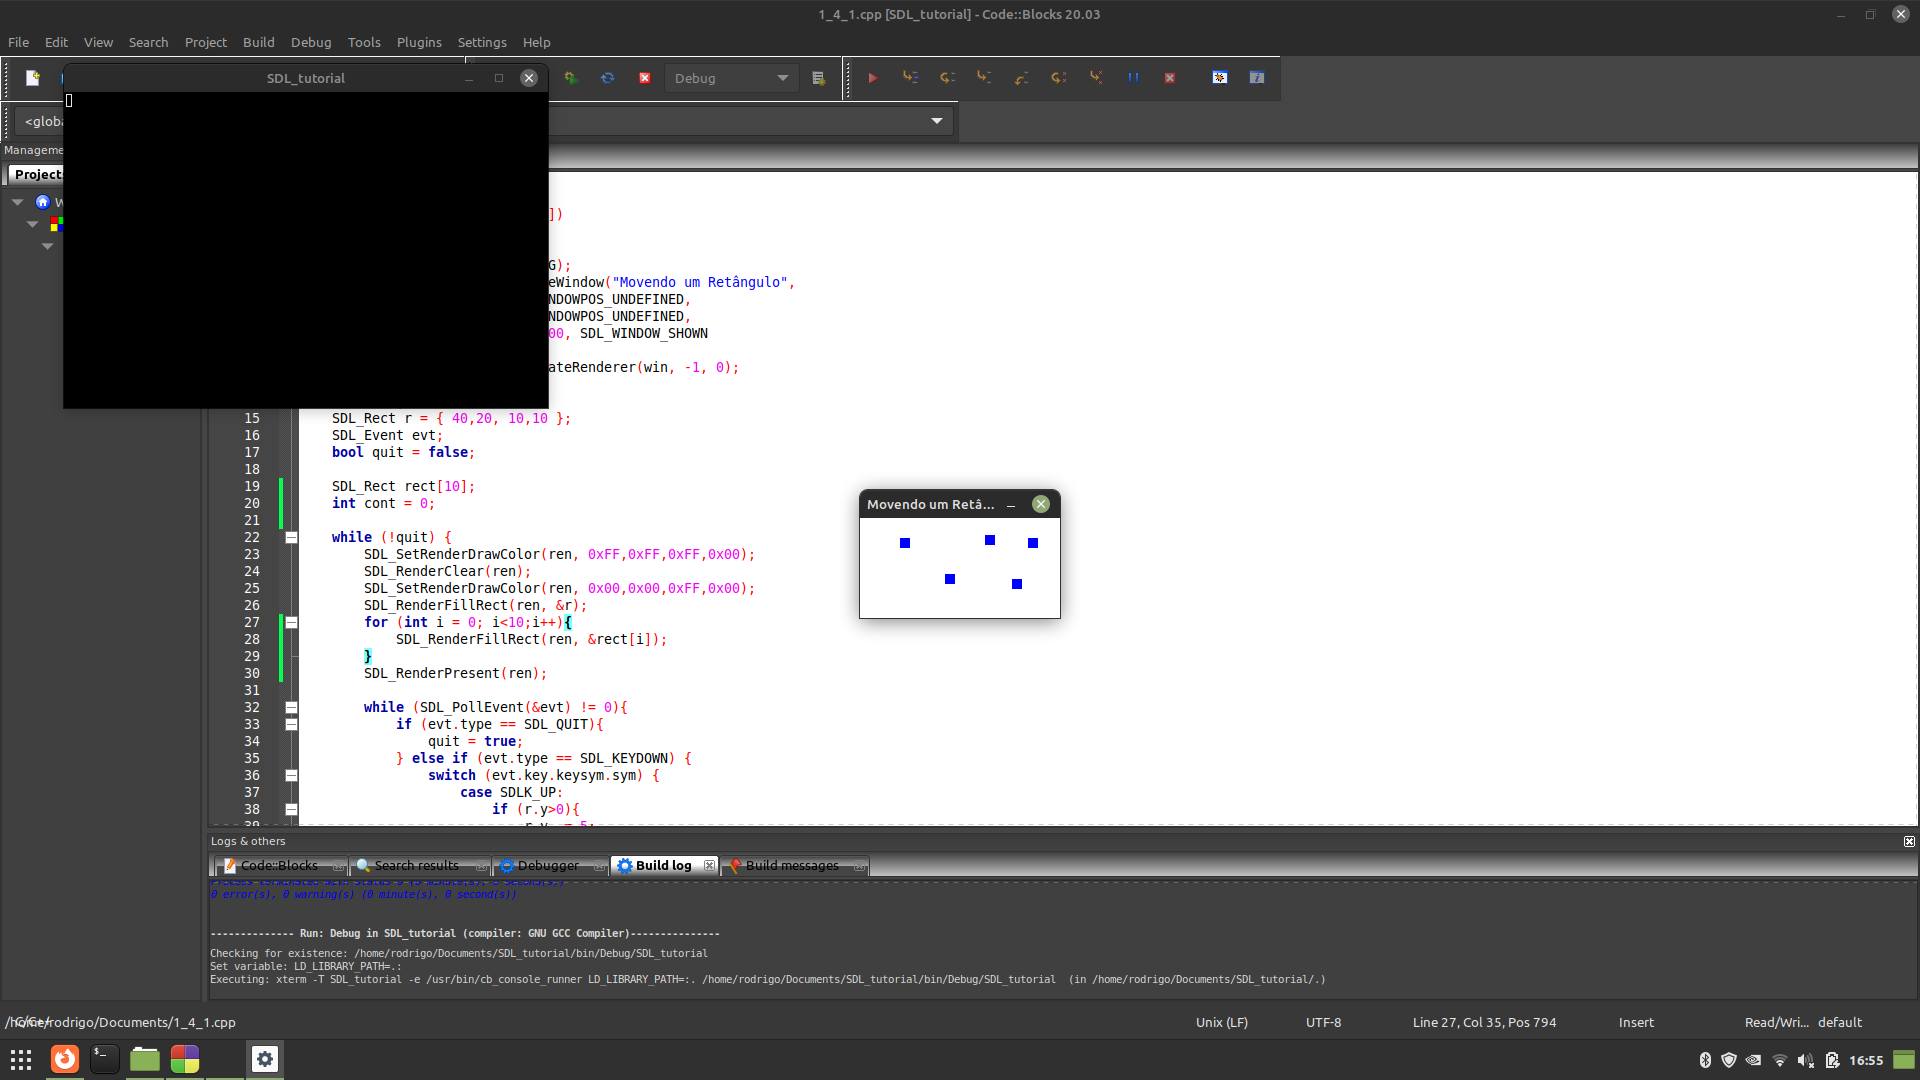 1_4_1.cpp [SDL_tutorial] - Code::Blocks 20.03
File Edit View Search Project Build Debug Tools Plugins Settings Help
SDL_tutorial
Debug
<globa
Manageme
Project
W
])
G);
eWindow("Movendo um Retângulo",
NDOWPOS_UNDEFINED,
NDOWPOS_UNDEFINED,
00, SDL_WINDOW_SHOWN
ateRenderer(win, -1, 0);
15 SDL_Rect r = { 40,20, 10,10 };
16 SDL_Event evt;
17 bool quit = false;
18
19 SDL_Rect rect[10];
20 int cont = 0;
21
22 while (!quit) {
23 SDL_SetRenderDrawColor(ren, 0xFF,0xFF,0xFF,0x00);
24 SDL_RenderClear(ren);
25 SDL_SetRenderDrawColor(ren, 0x00,0x00,0xFF,0x00);
26 SDL_RenderFillRect(ren, &r);
27 for (int i = 0; i<10;i++){
28 SDL_RenderFillRect(ren, &rect[i]);
29 }
30 SDL_RenderPresent(ren);
31
32 while (SDL_PollEvent(&evt) != 0){
33 if (evt.type == SDL_QUIT){
34 quit = true;
35 } else if (evt.type == SDL_KEYDOWN) {
36 switch (evt.key.keysym.sym) {
37 case SDLK_UP:
38 if (r.y>0){
Movendo um Retâ...
Logs & others
Code::Blocks Search results Debugger Build log Build messages
0 error(s), 0 warning(s) (0 minute(s), 0 second(s))
-------------- Run: Debug in SDL_tutorial (compiler: GNU GCC Compiler)---------------
Checking for existence: /home/rodrigo/Documents/SDL_tutorial/bin/Debug/SDL_tutorial
Set variable: LD_LIBRARY_PATH=.:
Executing: xterm -T SDL_tutorial -e /usr/bin/cb_console_runner LD_LIBRARY_PATH=:. /home/rodrigo/Documents/SDL_tutorial/bin/Debug/SDL_tutorial  (in /home/rodrigo/Documents/SDL_tutorial/.)
/home/rodrigo/Documents/1_4_1.cpp Unix (LF) UTF-8 Line 27, Col 35, Pos 794 Insert Read/Wri... default
16:55